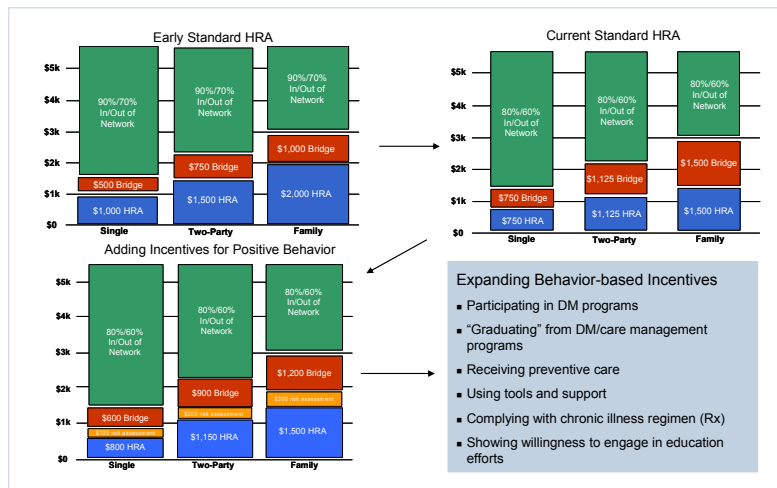 Early Standard HRA
$5k
$4k
$3k
$2k
$1k
$0
90%/70%
In/Out of
Network
$500 Bridge
$1,000 HRA
Single
90%/70%
In/Out of
Network
$750 Bridge
$1,500 HRA
Two-Party
90%/70%
In/Out of
Network
$1,000 Bridge
$2,000 HRA
Family
Current Standard HRA
$5k
$4k
$3k
$2k
$1k
$0
80%/60%
In/Out of
Network
$750 Bridge
$750 HRA
Single
80%/60%
In/Out of
Network
$1,125 Bridge
$1,125 HRA
Two-Party
80%/60%
In/Out of
Network
$1,500 Bridge
$1,500 HRA
Family
Adding Incentives for Positive Behavior
$5k
$4k
$3k
$2k
$1k
$0
80%/60%
In/Out of
Network
$600 Bridge
risk assessment
$800 HRA
Single
80%/60%
In/Out of
Network
$900 Bridge
$200 risk assessment
$1,150 HRA
Two-Party
80%/60%
In/Out of
Network
$1,200 Bridge
$300 risk assessment
$1,500 HRA
Family
Expanding Behavior-based Incentives
▪ Participating in DM programs
▪ “Graduating” from DM/care management
programs
▪ Receiving preventive care
▪ Using tools and support
▪ Complying with chronic illness regimen (Rx)
▪ Showing willingness to engage in education
efforts